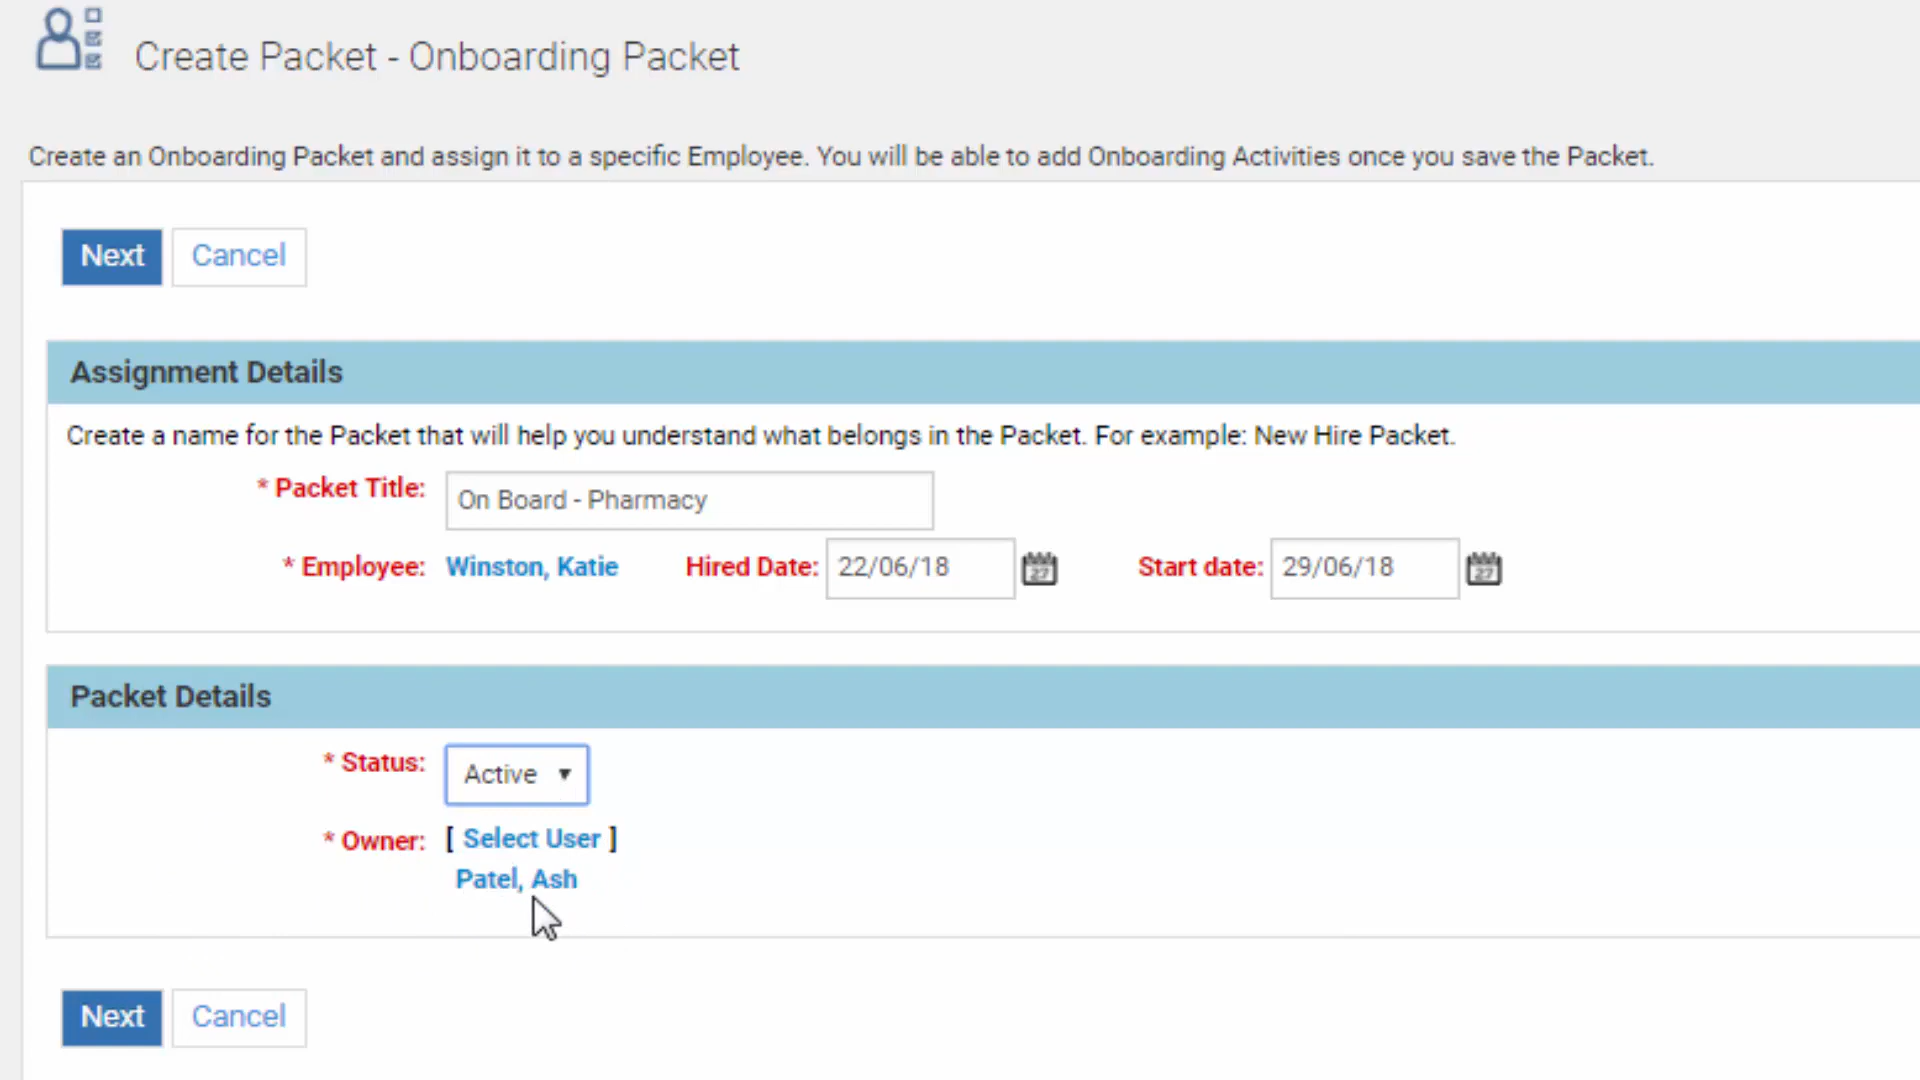 Create Packet - Onboarding Packet
Create an Onboarding Packet and assign it to a specific Employee. You will be able to add Onboarding Activities once you save the Packet.
Next Cancel
Assignment Details
Create a name for the Packet that will help you understand what belongs in the Packet. For example: New Hire Packet.
* Packet Title: On Board - Pharmacy
* Employee: Winston, Katie Hired Date: 22/06/18 27 Start date: 29/06/18 27
Packet Details
* Status: Active
* Owner: [ Select User ]
Patel, Ash
Next Cancel